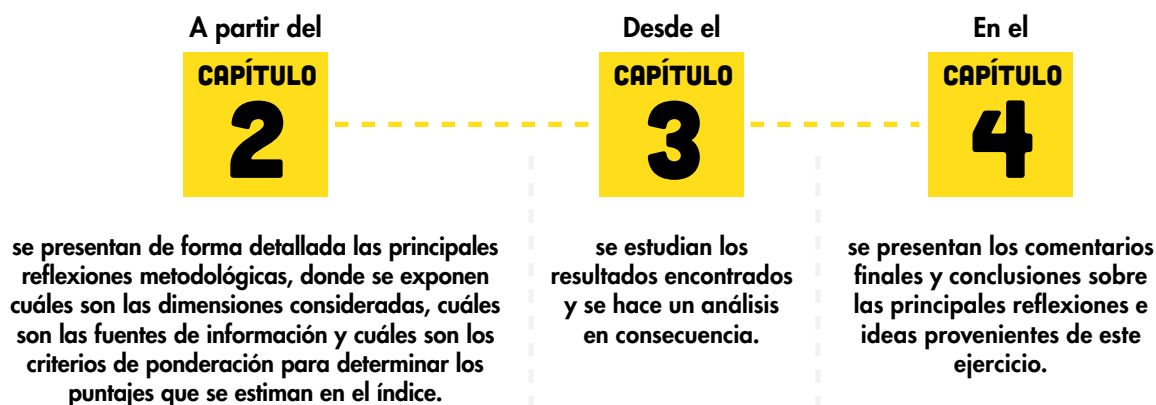 A partir del
CAPÍTULO
2
se presentan de forma detallada las principales
reflexiones metodológicas, donde se exponen
cuáles son las dimensiones consideradas, cuáles
son las fuentes de información y cuáles son los
criterios de ponderación para determinar los
puntajes que se estiman en el índice.
Desde el
CAPÍTULO
3
se estudian los
resultados encontrados
y se hace un análisis
en consecuencia.
En el
CAPÍTULO
4
se presentan los comentarios
finales y conclusiones sobre
las principales reflexiones e
ideas provenientes de este
ejercicio.